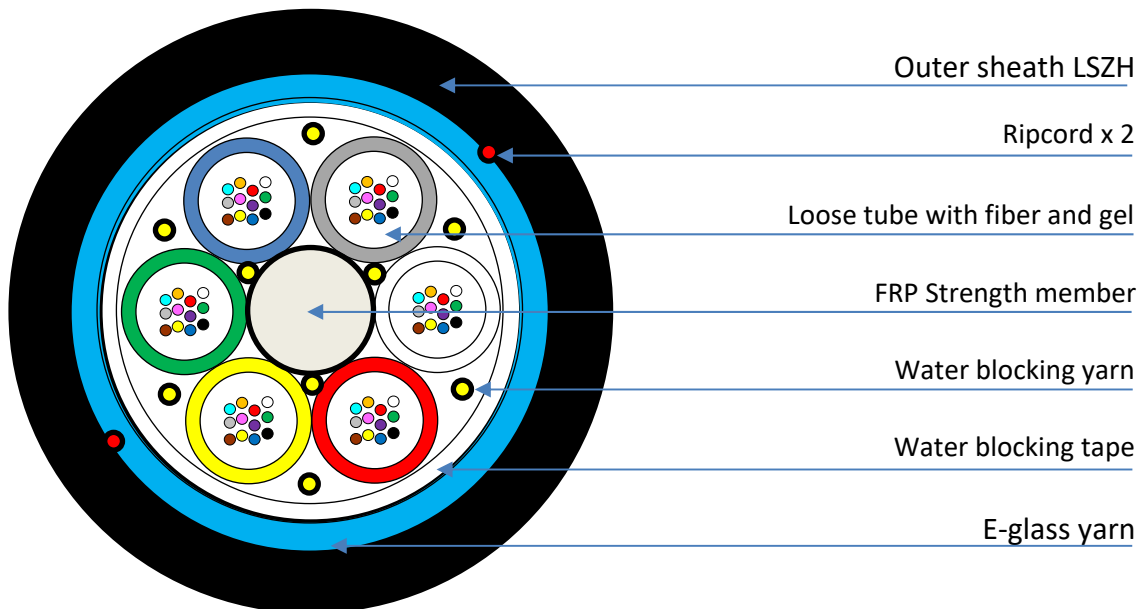 Outer sheath LSZH
Ripcord x 2
Loose tube with fiber and gel
FRP Strength member
Water blocking yarn
Water blocking tape
E-glass yarn